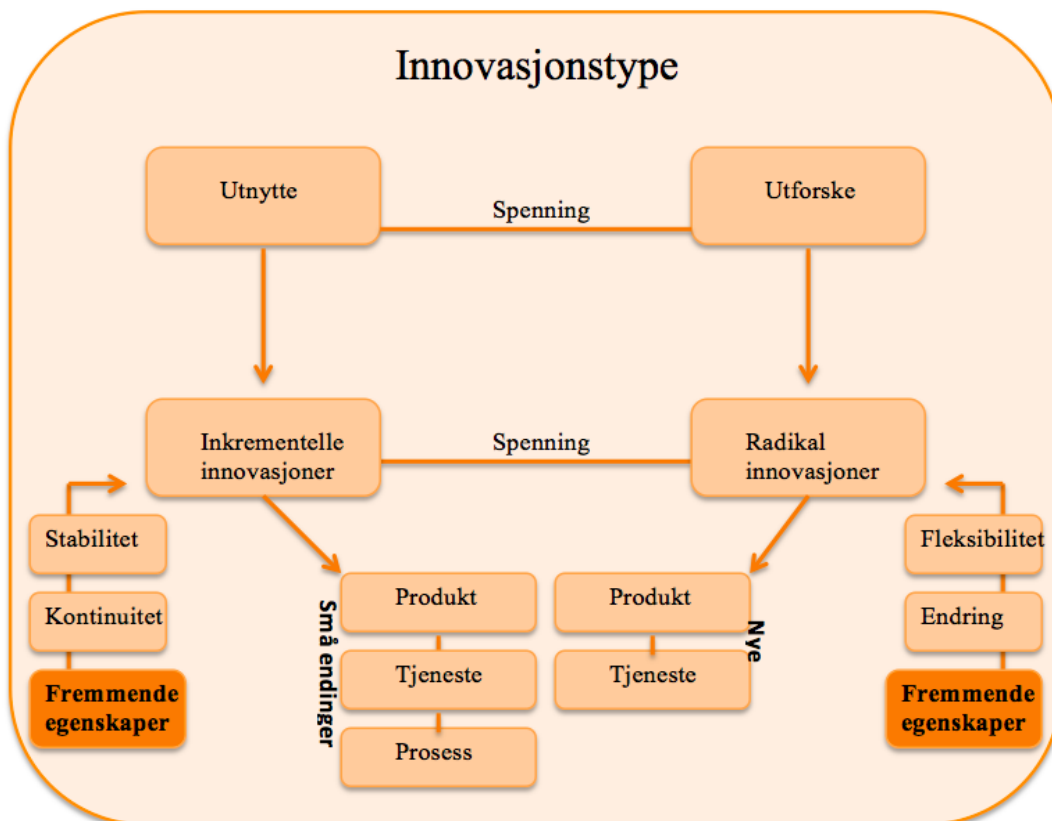 Innovasjonstype
Utnytte
Spenning
Utforske
Inkrementelle
innovasjoner
Spenning
Radikal
innovasjoner
Stabilitet
Kontinuitet
Fremmende
egenskaper
Små endinger
Produkt
Tjeneste
Prosess
Produkt
Tjeneste
Nye
Fleksibilitet
Endring
Fremmende
egenskaper